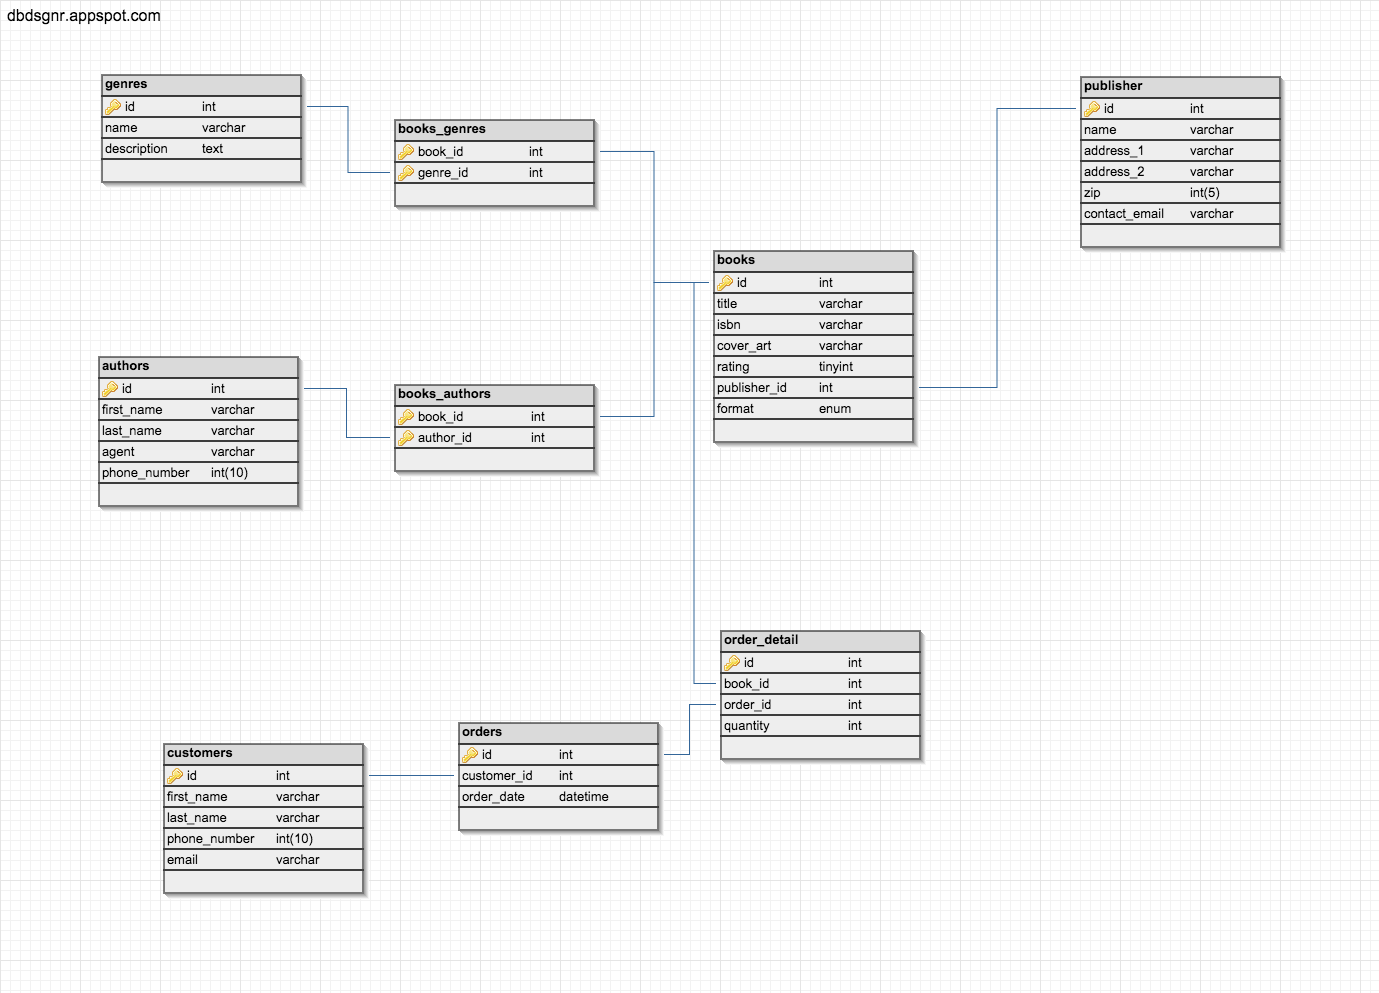 dbdsgnr.appspot.com
genres
id int
name varchar
description text
books_genres
book_id int
genre_id int
publisher
id int
name varchar
address_1 varchar
address_2 varchar
zip int(5)
contact_email varchar
books
id int
title varchar
isbn varchar
cover_art varchar
rating tinyint
publisher_id int
format enum
authors
id int
first_name varchar
last_name varchar
agent varchar
phone_number int(10)
books_authors
book_id int
author_id int
order_detail
id int
book_id int
order_id int
quantity int
orders
id int
customer_id int
order_date datetime
customers
id int
first_name varchar
last_name varchar
phone_number int(10)
email varchar